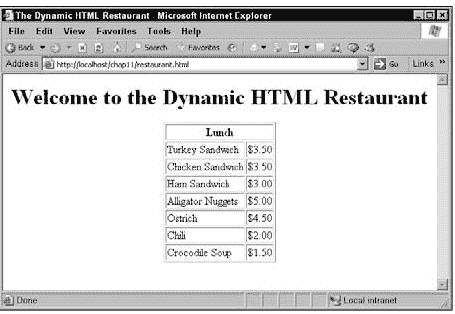 The Dynamic HTML Restaurant - Microsoft Internet Explorer
File Edit View Favorites Tools Help
Back Search Favorites
Address http://localhost/chap11/restaurant.html Go Links »
Welcome to the Dynamic HTML Restaurant
Lunch
Turkey Sandwich $3.50
Chicken Sandwich $3.50
Ham Sandwich $3.00
Alligator Nuggets $5.00
Ostrich $4.50
Chili $2.00
Crocodile Soup $1.50
Done Local intranet